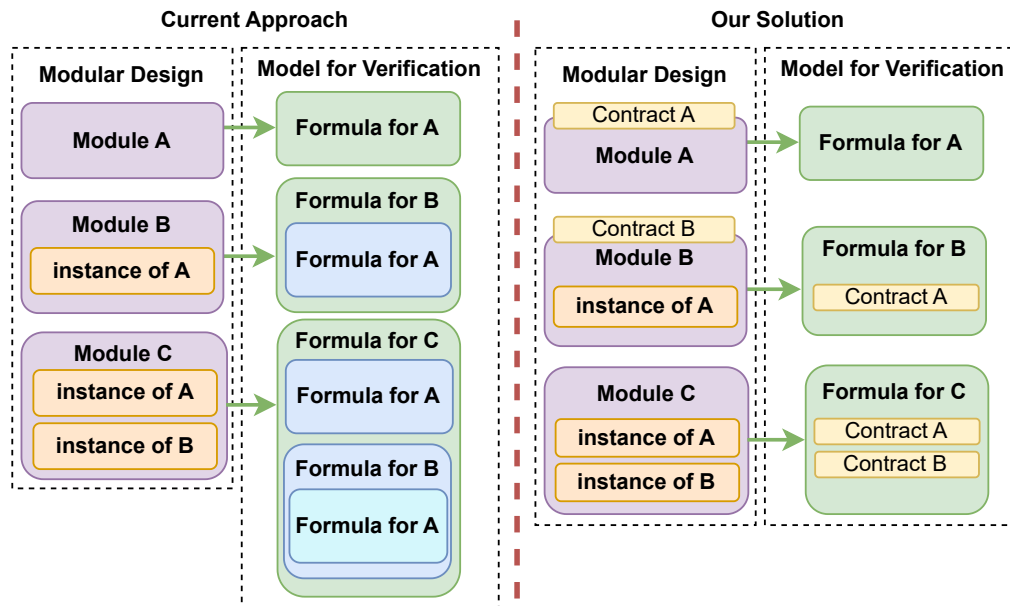 Current Approach
Modular Design
Model for Verification
Module A
Formula for A
Module B
instance of A
Formula for B
Formula for A
Module C
instance of A
instance of B
Formula for C
Formula for A
Formula for B
Formula for A
Our Solution
Modular Design
Model for Verification
Contract A
Module A
Formula for A
Contract B
Module B
instance of A
Formula for B
Contract A
Module C
instance of A
instance of B
Formula for C
Contract A
Contract B